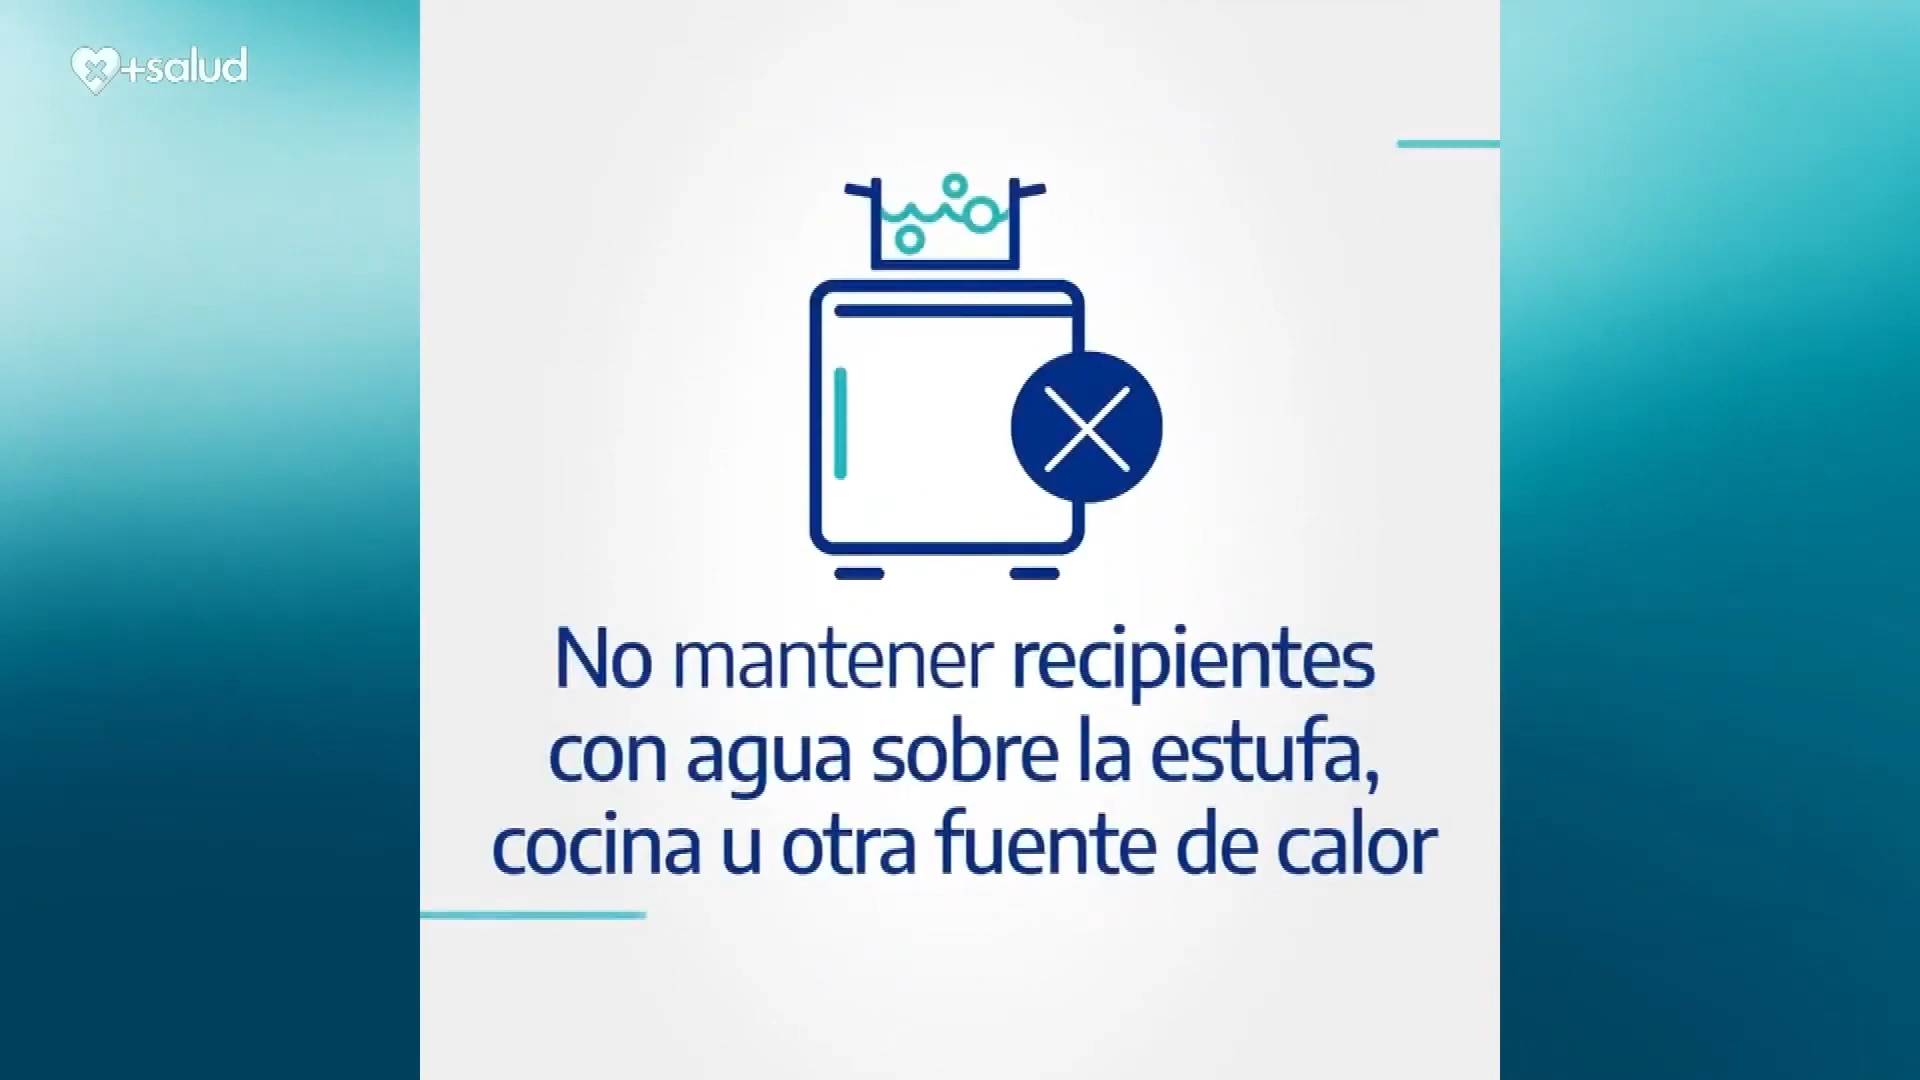 +salud
No mantener recipientes
con agua sobre la estufa,
cocina u otra fuente de calor